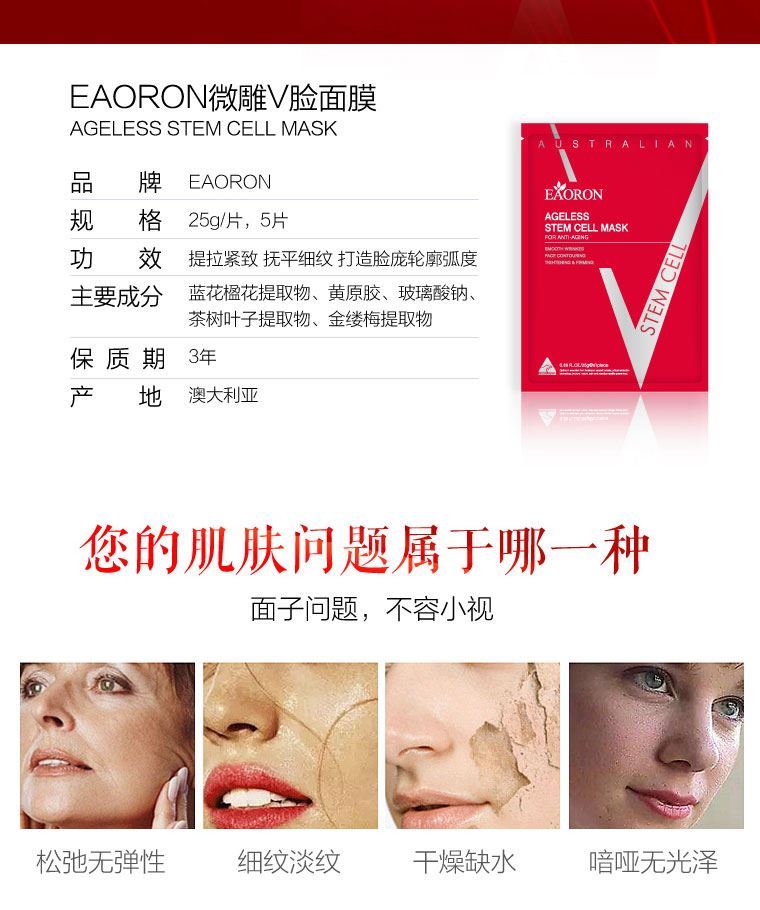 EAORON微雕V脸面膜
AGELESS STEM CELL MASK
品 牌 EAORON
规 格 25g/片，5片
功 效 提拉紧致 抚平细纹 打造脸庞轮廓弧度
主要成分 蓝花楹花提取物、黄原胶、玻璃酸钠、
茶树叶子提取物、金缕梅提取物
保 质 期 3年
产 地 澳大利亚
AUSTRALIAN
EAORON
AGELESS
STEM CELL MASK
FOR ANTI-AGING
SMOOTH WRINKES
FACE CONTOURING
TIGHTENING & FIRMING
STEM CELL
您的肌肤问题属于哪一种
面子问题，不容小视
松弛无弹性
细纹淡纹
干燥缺水
喑哑无光泽